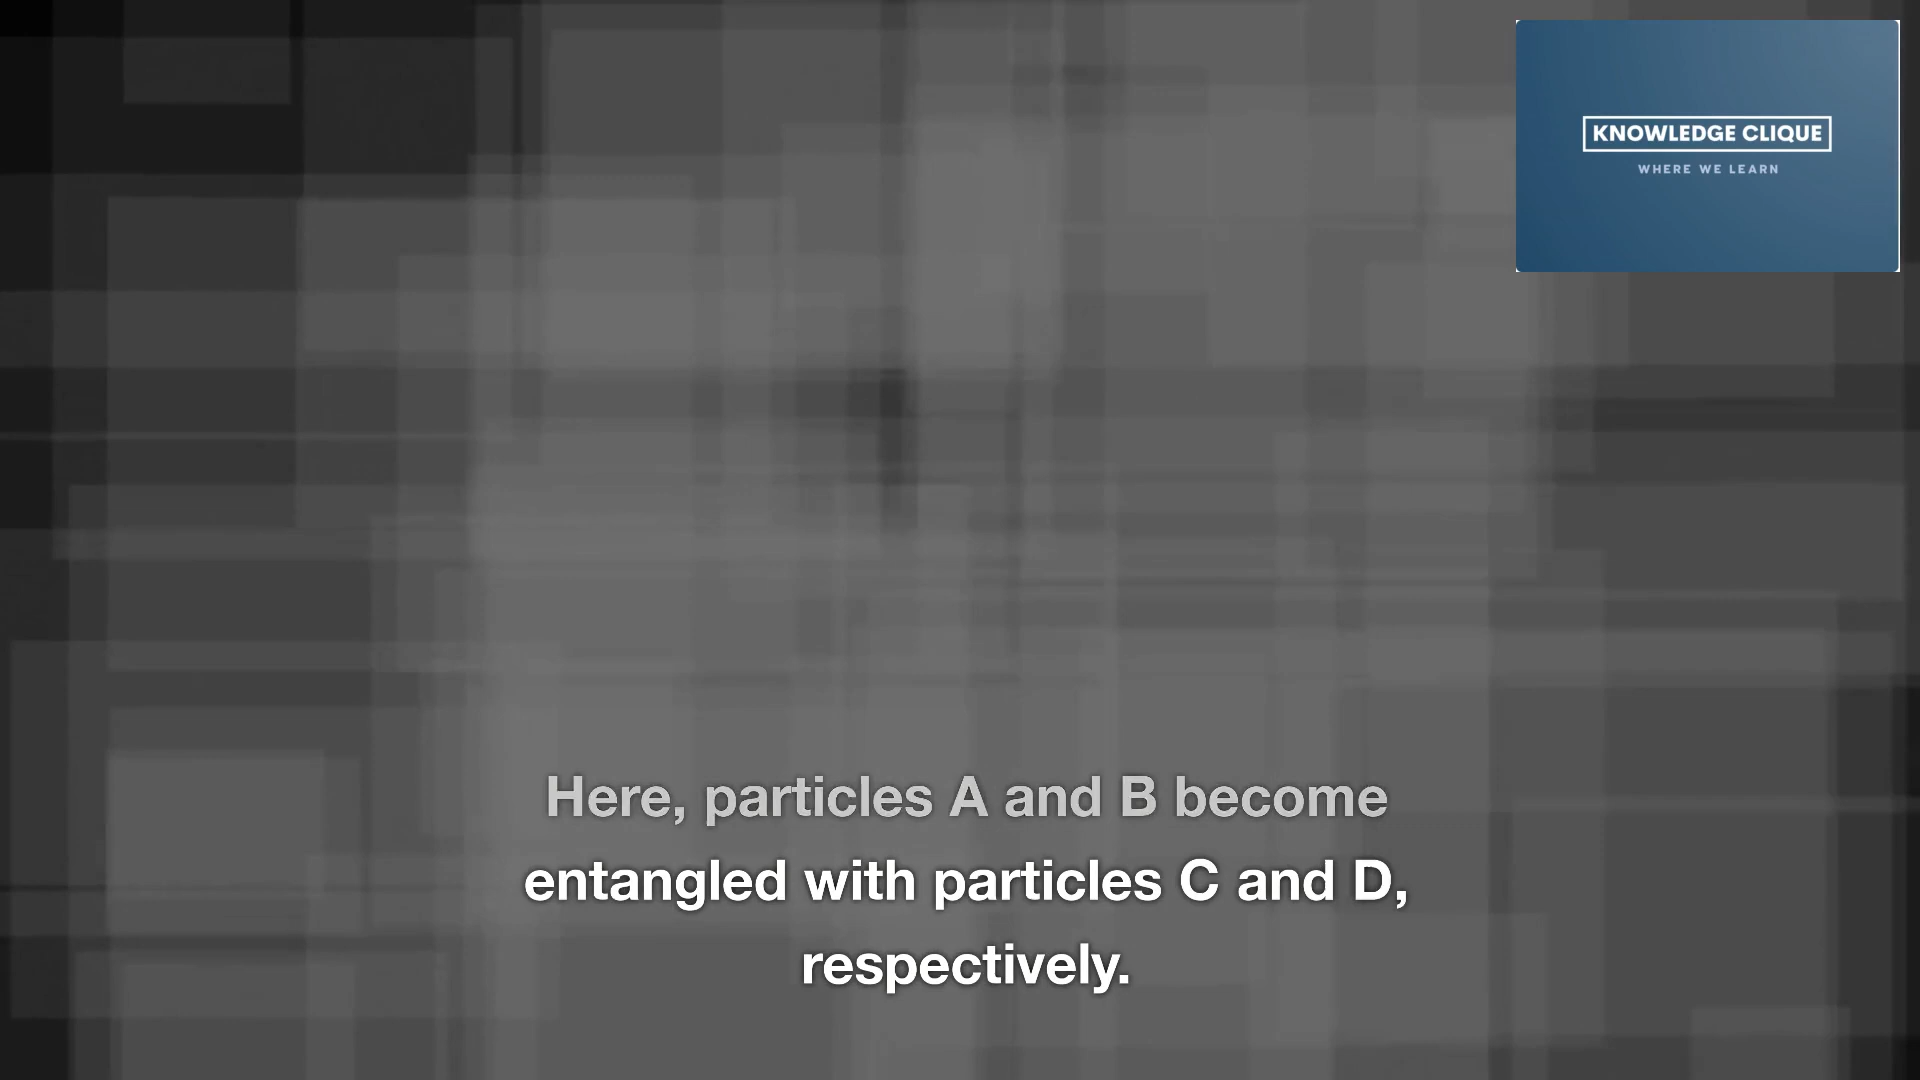 KNOWLEDGE CLIQUE
WHERE WE LEARN
Here, particles A and B become
entangled with particles C and D,
respectively.